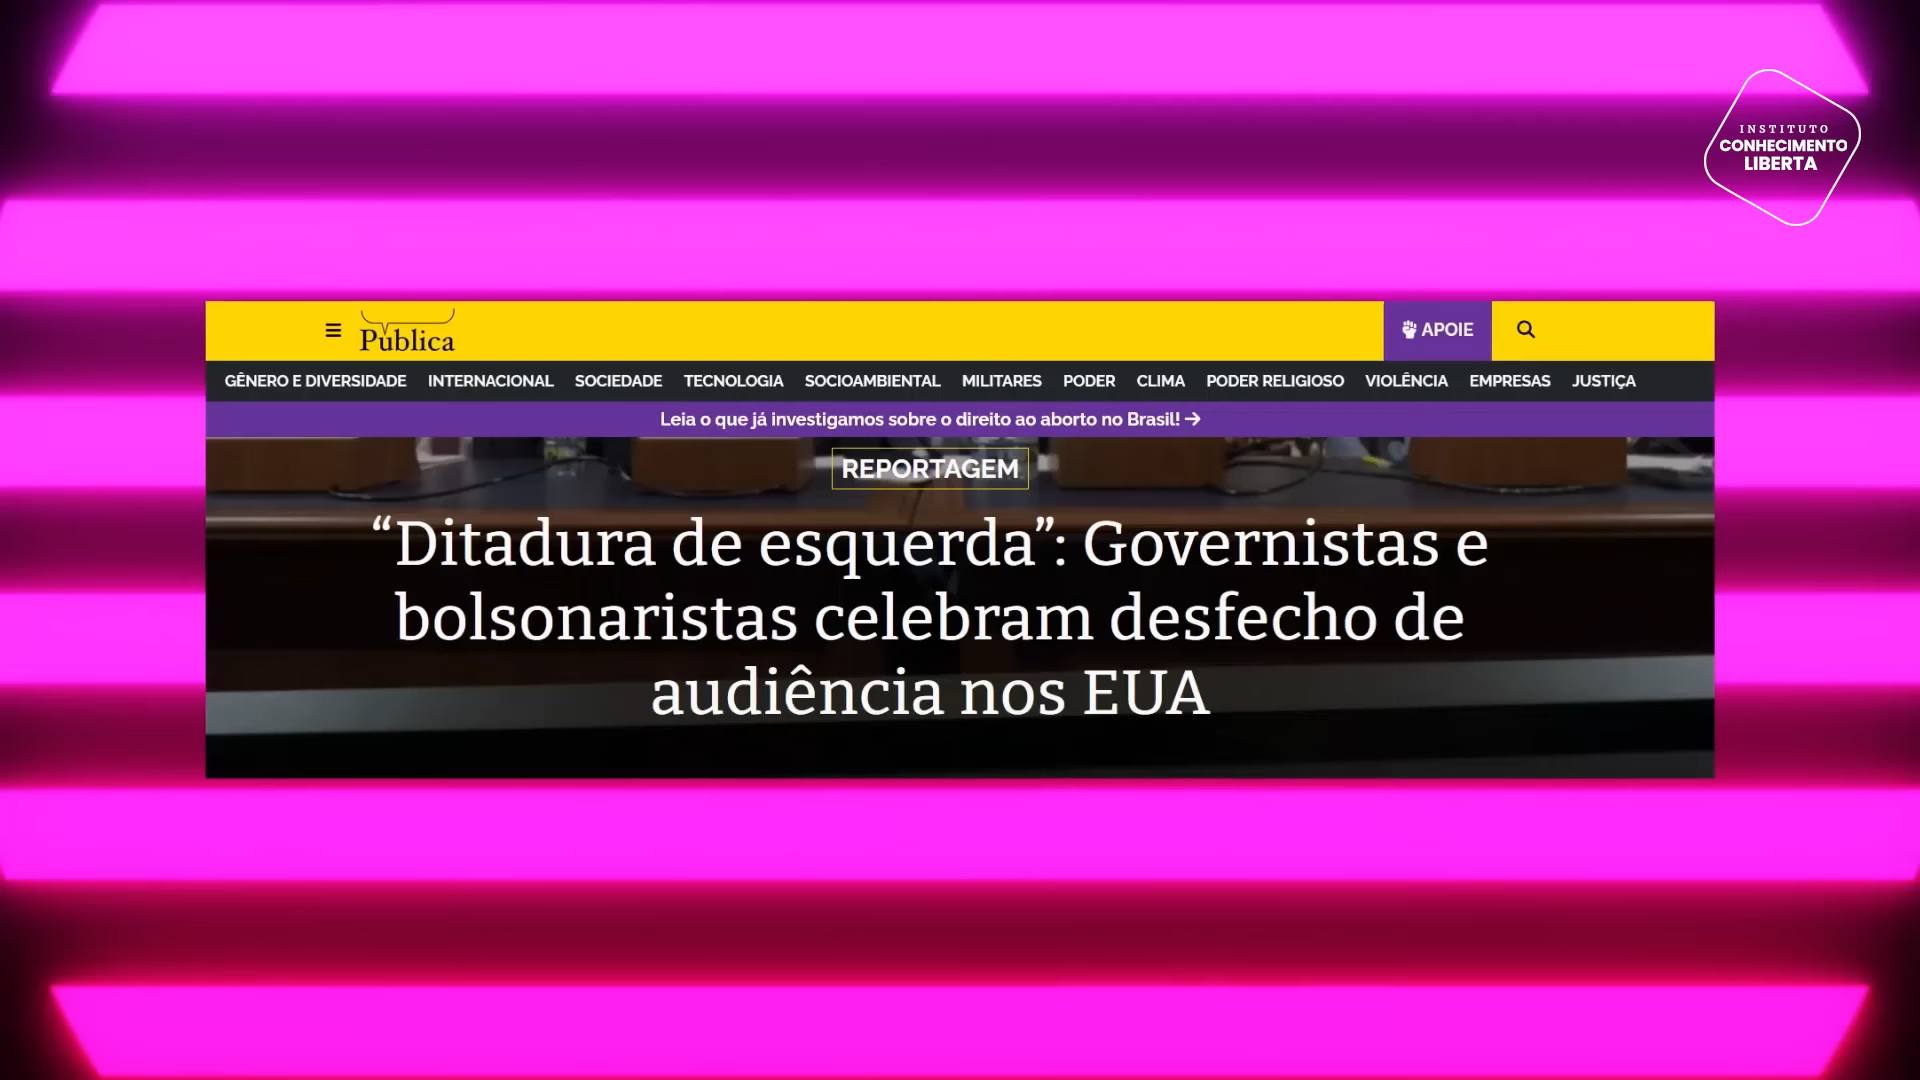 INSTITUTO
CONHECIMENTO
LIBERTA
Pública
APOIE
GÊNERO E DIVERSIDADE INTERNACIONAL SOCIEDADE TECNOLOGIA SOCIOAMBIENTAL MILITARES PODER CLIMA PODER RELIGIOSO VIOLÊNCIA EMPRESAS JUSTIÇA
Leia o que já investigamos sobre o direito ao aborto no Brasil! →
REPORTAGEM
“Ditadura de esquerda”: Governistas e
bolsonaristas celebram desfecho de
audiência nos EUA